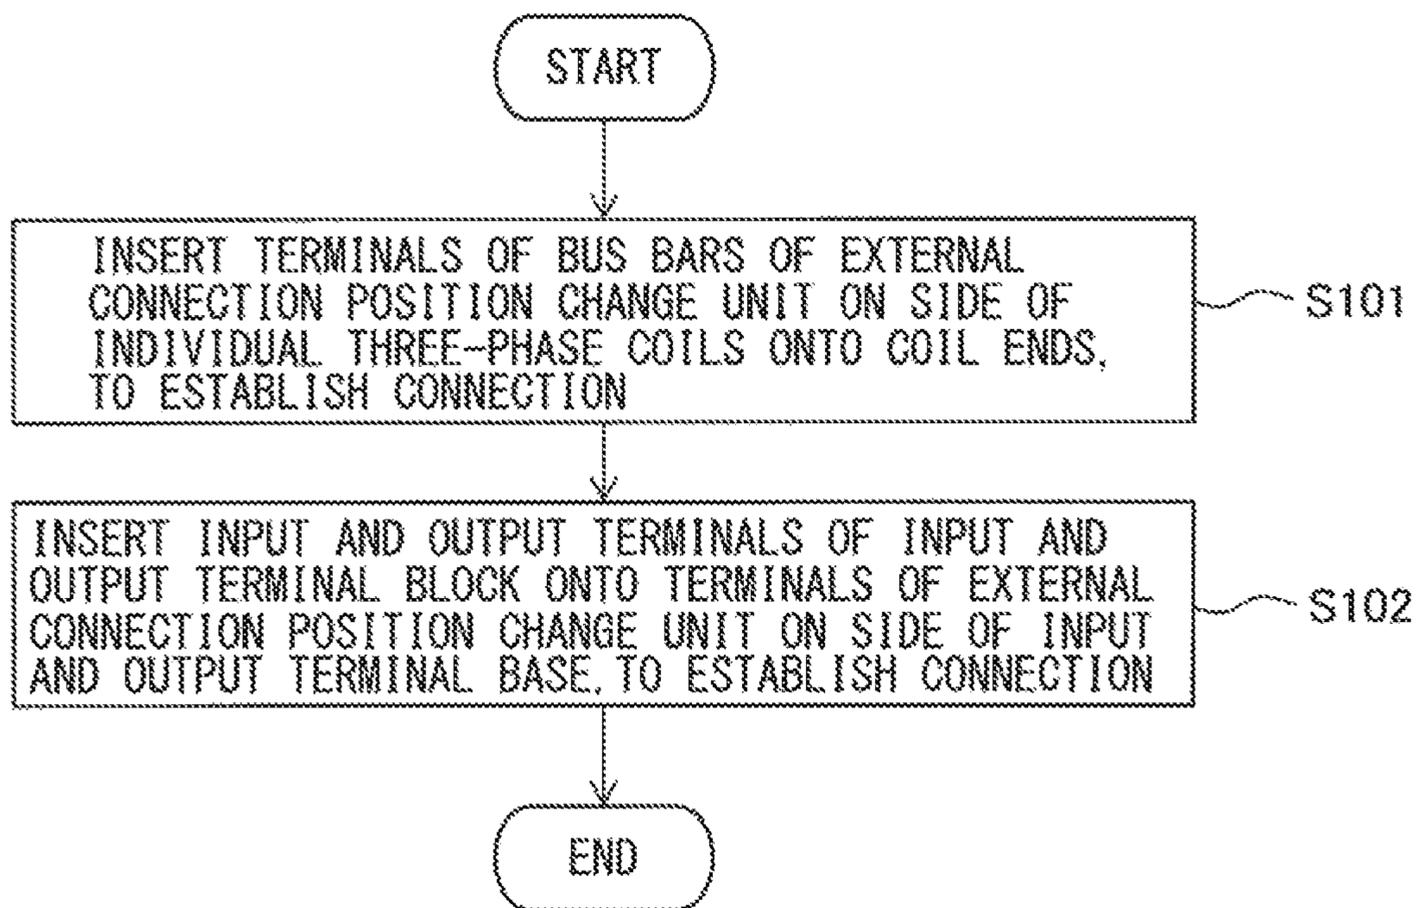 START
INSERT TERMINALS OF BUS BARS OF EXTERNAL
CONNECTION POSITION CHANGE UNIT ON SIDE OF
INDIVIDUAL THREE-PHASE COILS ONTO COIL ENDS,
TO ESTABLISH CONNECTION
S101
INSERT INPUT AND OUTPUT TERMINALS OF INPUT AND
OUTPUT TERMINAL BLOCK ONTO TERMINALS OF EXTERNAL
CONNECTION POSITION CHANGE UNIT ON SIDE OF INPUT
AND OUTPUT TERMINAL BASE, TO ESTABLISH CONNECTION
S102
END